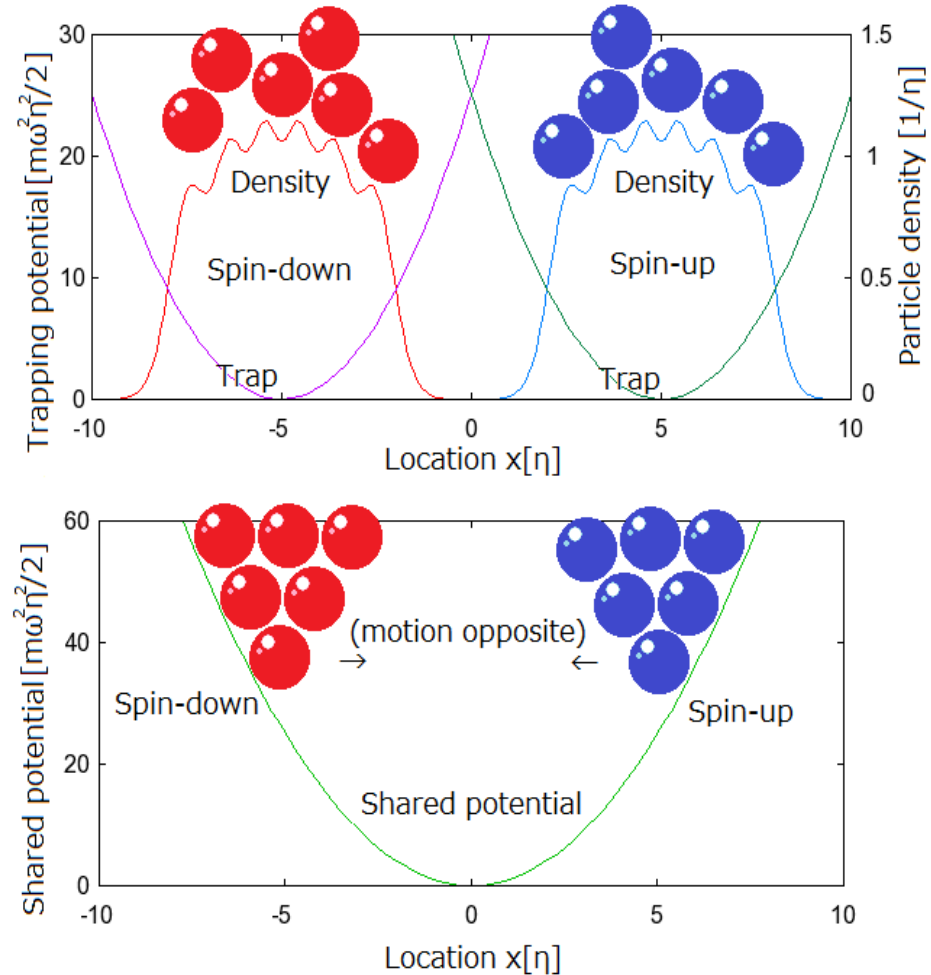 Trapping potential [mω²η²/2]
30
20
10
0
Density
Density
Spin-down
Spin-up
Trap
Trap
1.5
1
0.5
0
Particle density [1/η]
-10
-5
0
5
10
Location x[η]
Shared potential [mω²η²/2]
60
40
20
0
(motion opposite)
→
←
Spin-down
Spin-up
Shared potential
-10
-5
0
5
10
Location x[η]